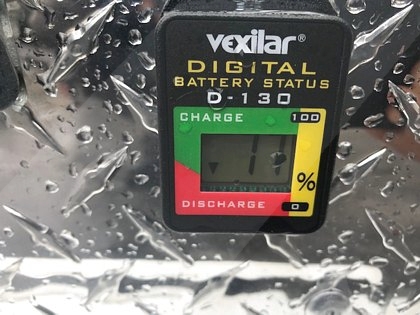 Vexilar®
DIGITAL
BATTERY STATUS
D-130
CHARGE 100
%
DISCHARGE 0